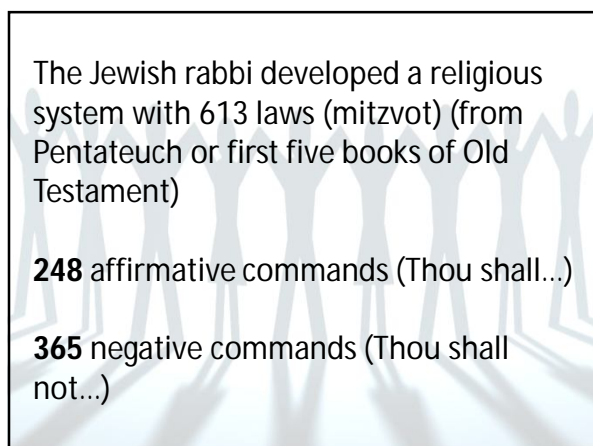 The Jewish rabbi developed a religious
system with 613 laws (mitzvot) (from
Pentateuch or first five books of Old
Testament)
248 affirmative commands (Thou shall...)
365 negative commands (Thou shall
not...)